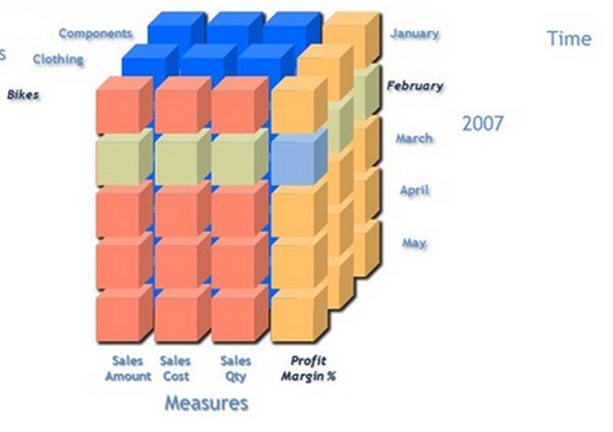 Components
January
Time
s
Clothing
Bikes
February
2007
March
April
May
Sales Amount
Sales Cost
Sales Qty
Profit Margin %
Measures